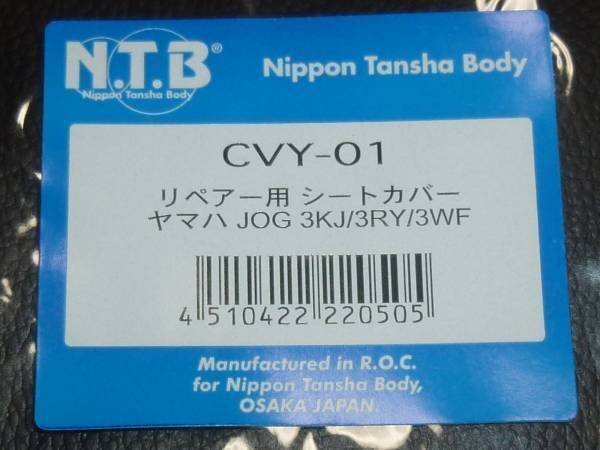 N.T.B®
Nippon Tansha Body
Nippon Tansha Body
CVY-01
リペアー用 シートカバー
ヤマハ JOG 3KJ/3RY/3WF
4 510422 220505
Manufactured in R.O.C.
for Nippon Tansha Body,
OSAKA JAPAN.